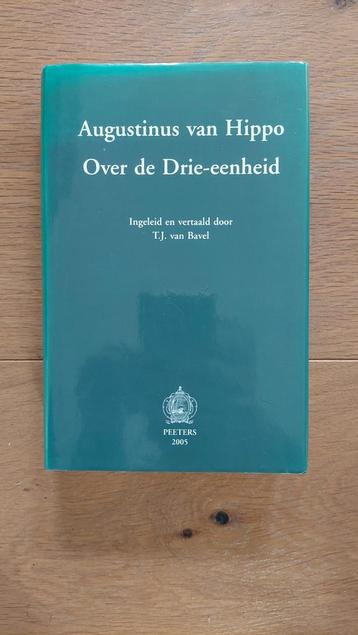 Augustinus van Hippo
Over de Drie-eenheid
Ingeleid en vertaald door
T.J. van Bavel
PEETERS
2005